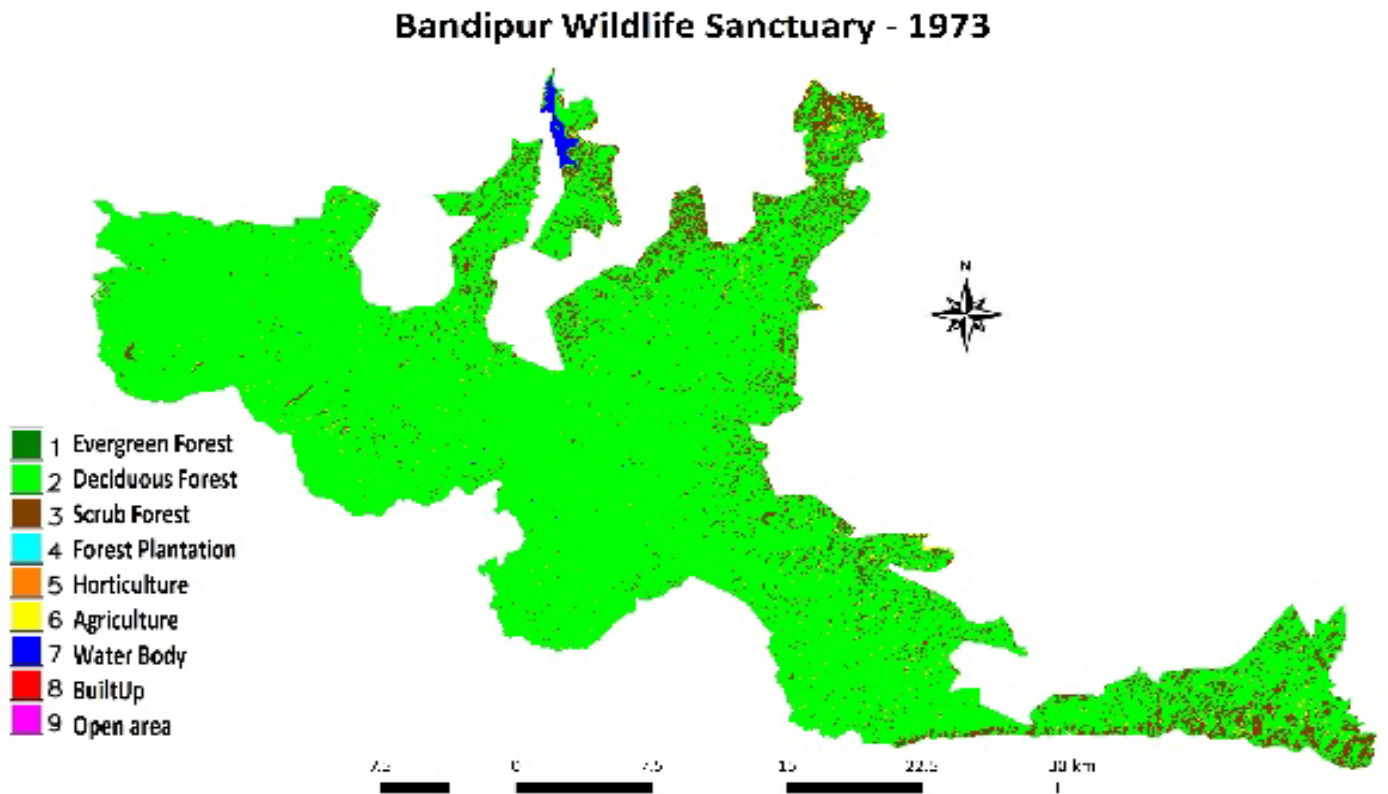 Bandipur Wildlife Sanctuary - 1973
N
1 Evergreen Forest
2 Deciduous Forest
3 Scrub Forest
4 Forest Plantation
5 Horticulture
6 Agriculture
7 Water Body
8 BuiltUp
9 Open area
7.5 0 7.5 15 22.5 30 km